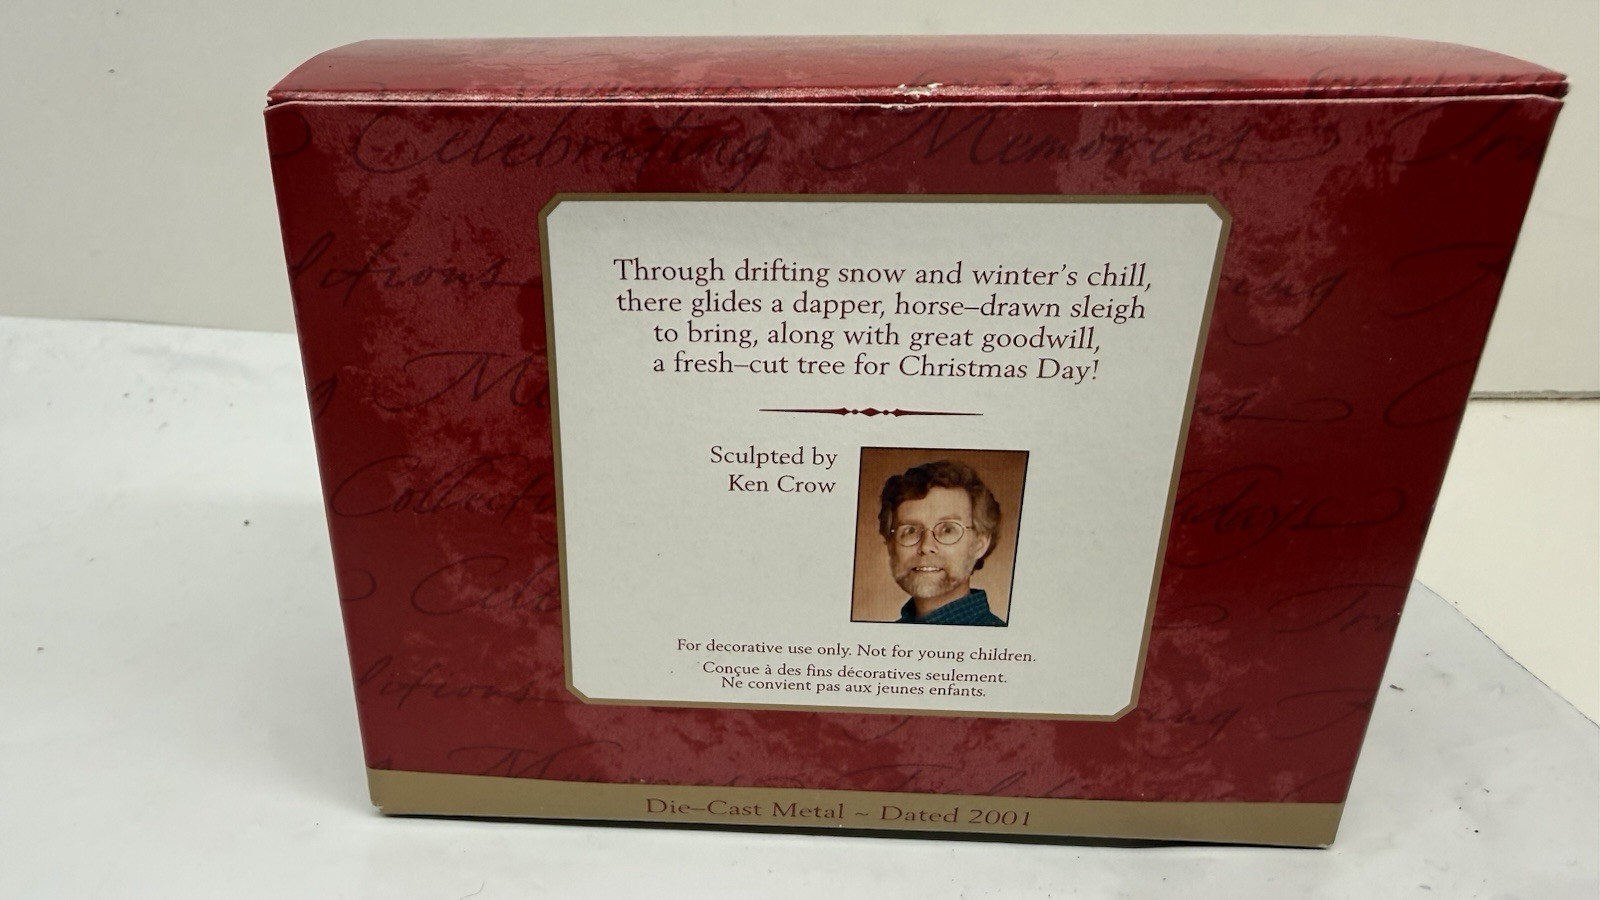 Celebrating Memories
Through drifting snow and winter's chill,
there glides a dapper, horse–drawn sleigh
to bring, along with great goodwill,
a fresh–cut tree for Christmas Day!
Sculpted by
Ken Crow
For decorative use only. Not for young children.
Conçue à des fins décoratives seulement.
Ne convient pas aux jeunes enfants.
Die–Cast Metal ~ Dated 2001